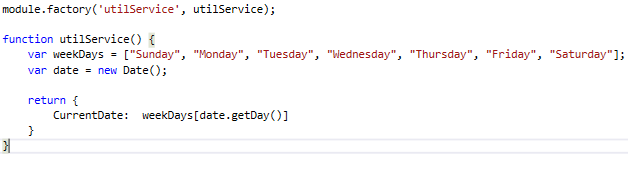 module.factory('utilService', utilService);
function utilService() {
    var weekDays = ["Sunday", "Monday", "Tuesday", "Wednesday", "Thursday", "Friday", "Saturday"];
    var date = new Date();
    return {
        CurrentDate:  weekDays[date.getDay()]
    }
}